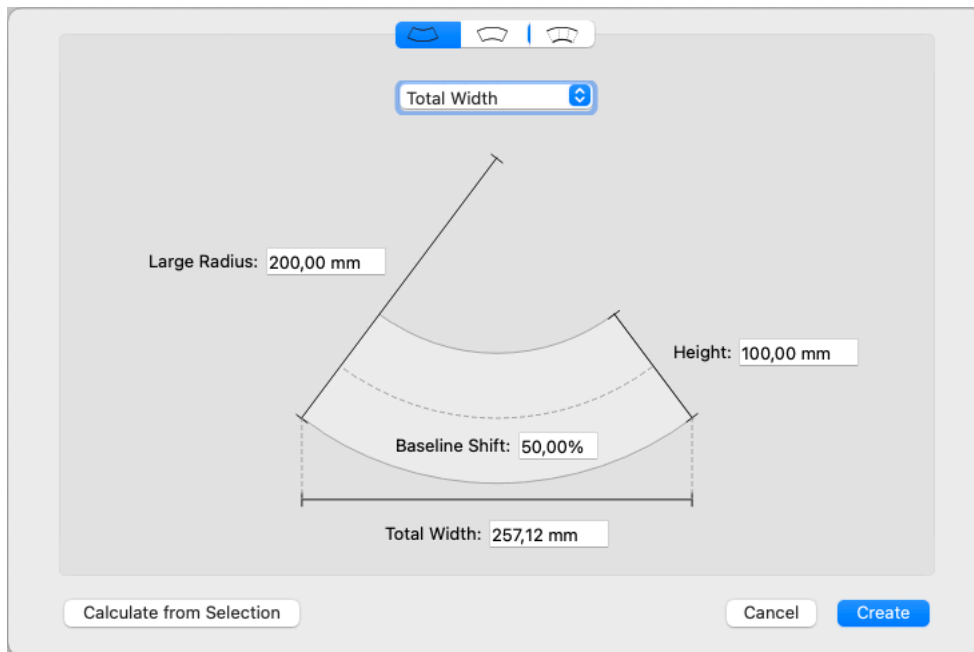 Total Width
Large Radius: 200,00 mm
Height: 100,00 mm
Baseline Shift: 50,00%
Total Width: 257,12 mm
Calculate from Selection
Cancel
Create